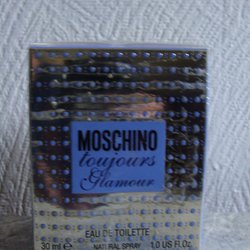 MOSCHINO
toujours
Glamour
EAU DE TOILETTE
30 ml e NATURAL SPRAY 1.0 US Fl.Oz.